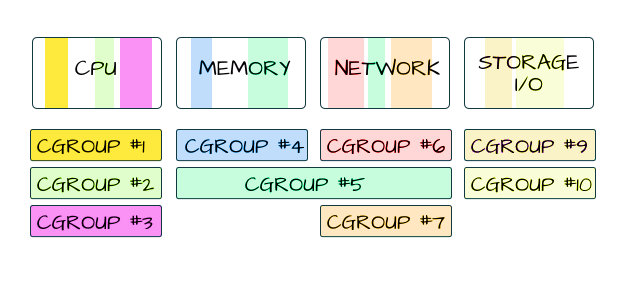 CPU
MEMORY
NETWORK
STORAGE
I/O
CGROUP #1
CGROUP #4
CGROUP #6
CGROUP #9
CGROUP #2
CGROUP #5
CGROUP #10
CGROUP #3
CGROUP #7